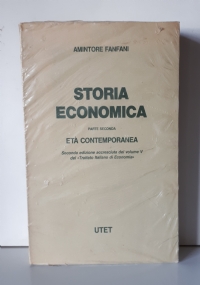 AMINTORE FANFANI
STORIA
ECONOMICA
PARTE SECONDA
ETÀ CONTEMPORANEA
Seconda edizione accresciuta del volume V
del «Trattato Italiano di Economia»
UTET